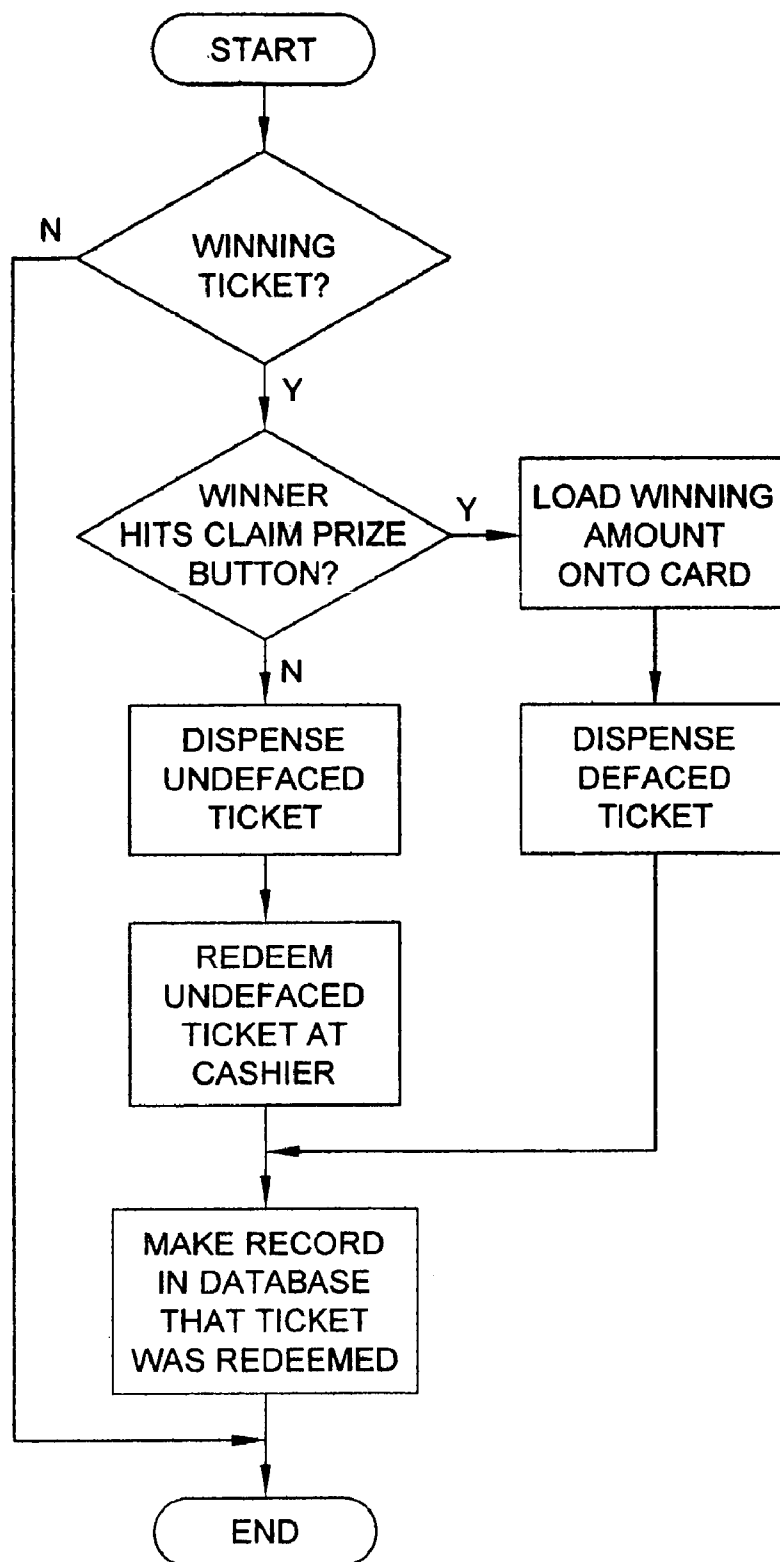 START
N
WINNING
TICKET?
Y
WINNER
HITS CLAIM PRIZE
BUTTON?
Y
LOAD WINNING
AMOUNT
ONTO CARD
N
DISPENSE
UNDEFACED
TICKET
DISPENSE
DEFACED
TICKET
REDEEM
UNDEFACED
TICKET AT
CASHIER
MAKE RECORD
IN DATABASE
THAT TICKET
WAS REDEEMED
END